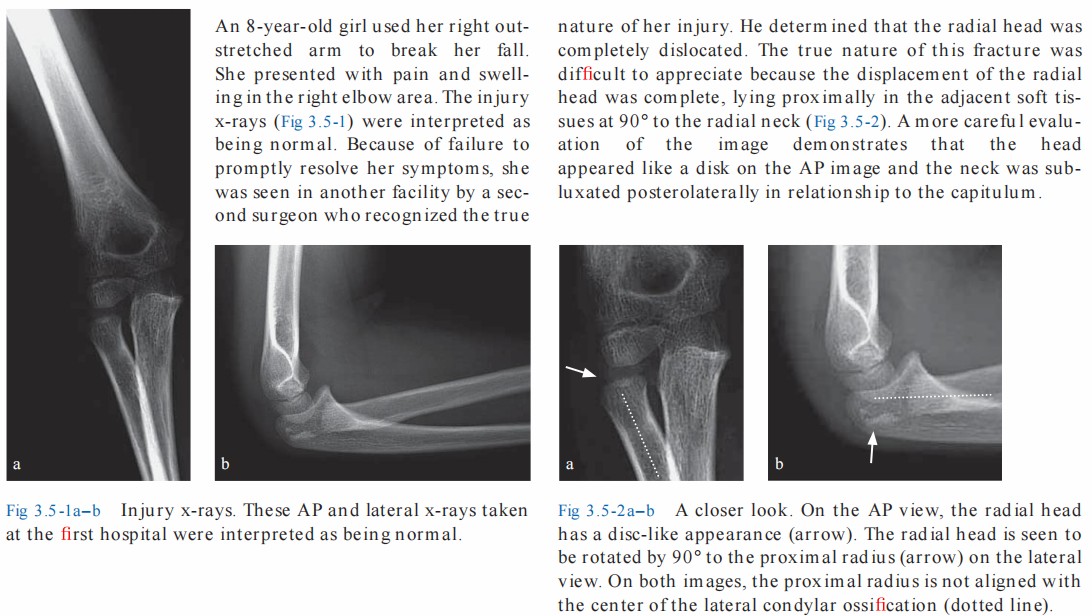 An 8-year-old girl used her right out-
stretched arm to break her fall.
She presented with pain and swell-
ing in the right elbow area. The injury
x-rays (Fig 3.5-1) were interpreted as
being normal. Because of failure to
promptly resolve her symptoms, she
was seen in another facility by a sec-
ond surgeon who recognized the true
nature of her injury. He determined that the radial head was
completely dislocated. The true nature of this fracture was
difficult to appreciate because the displacement of the radial
head was complete, lying proximally in the adjacent soft tis-
sues at 90° to the radial neck (Fig 3.5-2). A more careful evalu-
ation of the image demonstrates that the head
appeared like a disk on the AP image and the neck was sub-
luxated posterolaterally in relationship to the capitulum.
a
b
a
b
Fig 3.5-1a–b Injury x-rays. These AP and lateral x-rays taken
at the first hospital were interpreted as being normal.
Fig 3.5-2a–b A closer look. On the AP view, the radial head
has a disc-like appearance (arrow). The radial head is seen to
be rotated by 90° to the proximal radius (arrow) on the lateral
view. On both images, the proximal radius is not aligned with
the center of the lateral condylar ossification (dotted line).